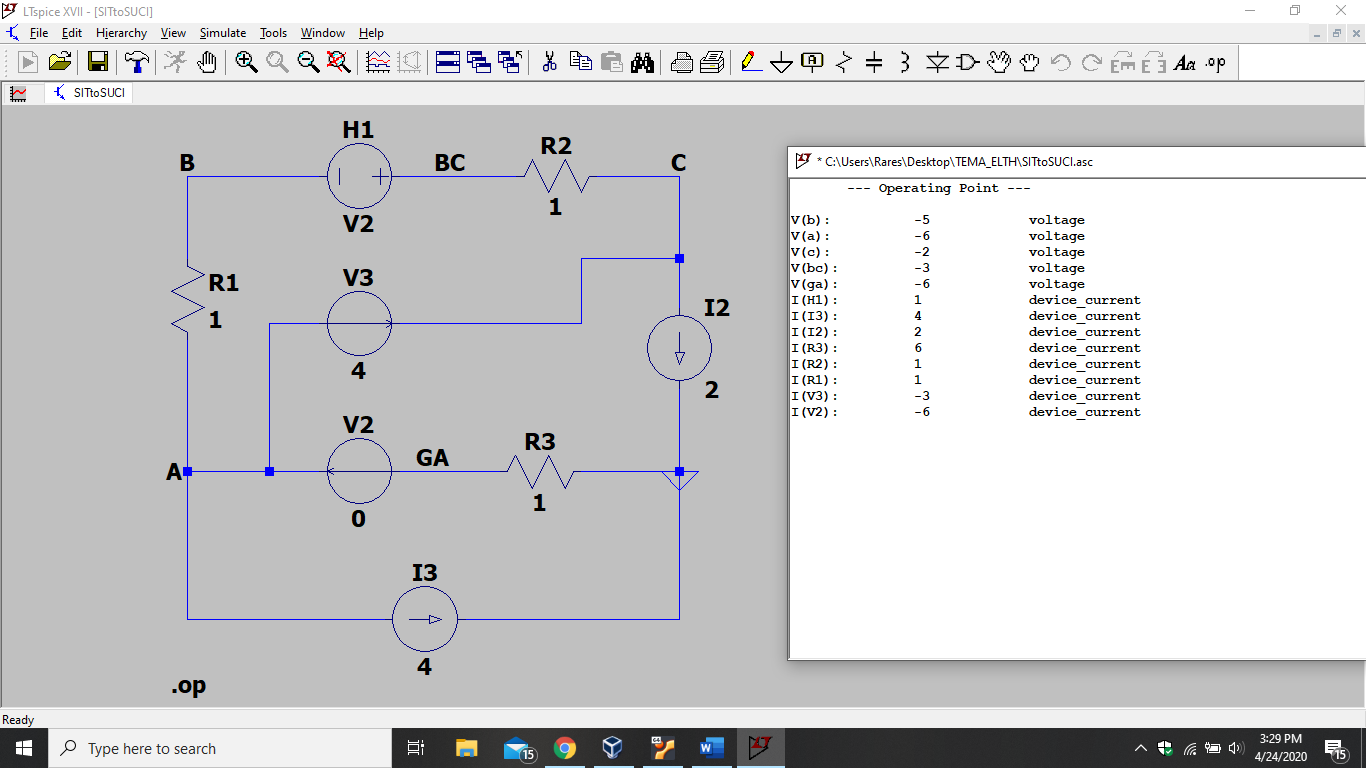 LTspice XVII - [SITtoSUCI]
File Edit Hierarchy View Simulate Tools Window Help
A Aa .op
SITtoSUCI
H1
B
BC
R2
C
V2
1
R1
1
V3
4
I2
2
V2
A
GA
R3
0
1
I3
4
.op
* C:\Users\Rares\Desktop\TEMA_ELTH\SITtoSUCI.asc
--- Operating Point ---
V(b): -5 voltage
V(a): -6 voltage
V(c): -2 voltage
V(bc): -3 voltage
V(ga): -6 voltage
I(H1): 1 device_current
I(I3): 4 device_current
I(I2): 2 device_current
I(R3): 6 device_current
I(R2): 1 device_current
I(R1): 1 device_current
I(V3): -3 device_current
I(V2): -6 device_current
Ready
Type here to search
15
64
W
3:29 PM
4/24/2020
15